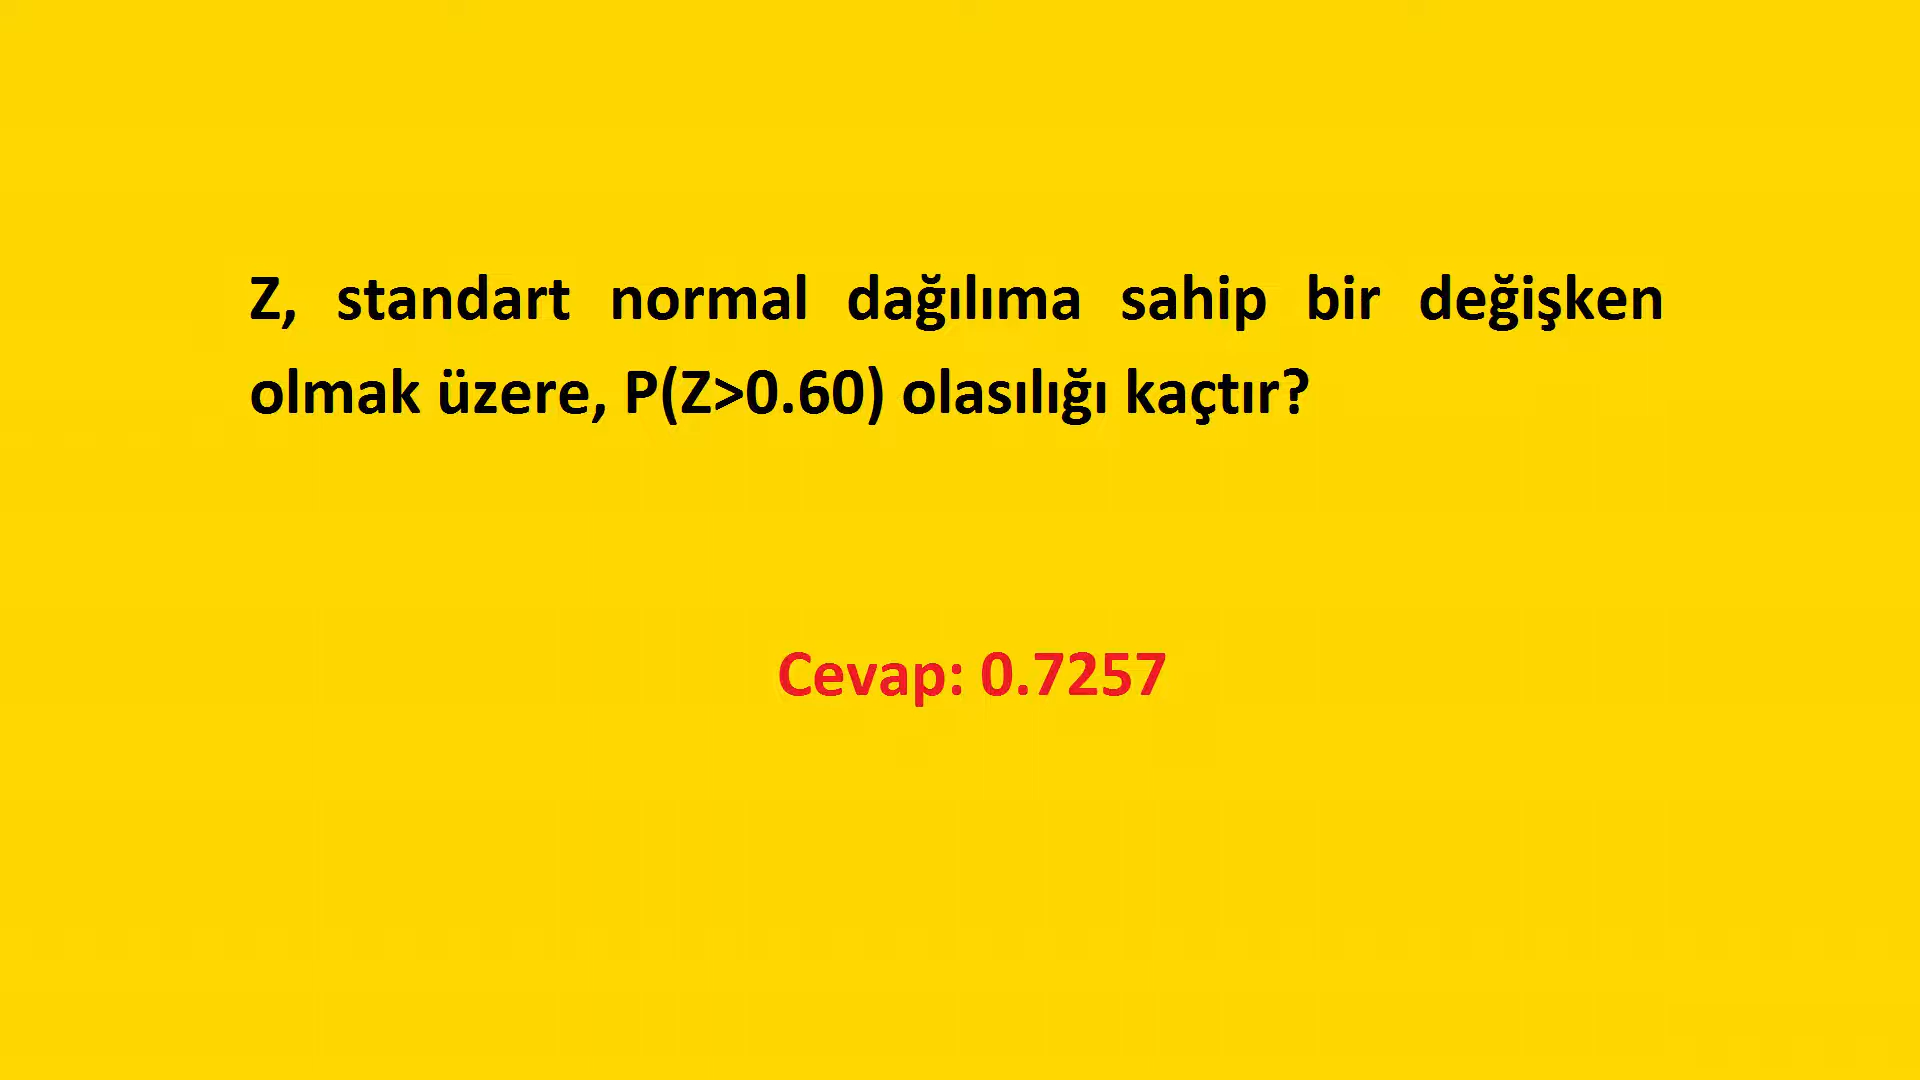 Z, standart normal dağılıma sahip bir değişken
olmak üzere, P(Z>0.60) olasılığı kaçtır?
Cevap: 0.7257